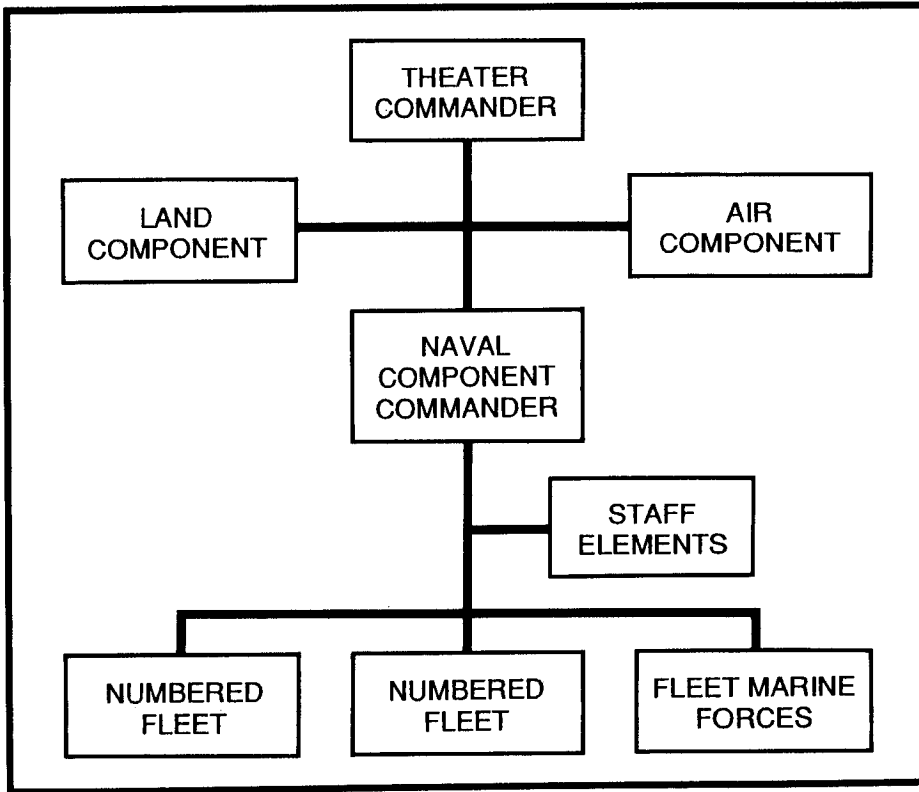 THEATER
COMMANDER
LAND
COMPONENT
AIR
COMPONENT
NAVAL
COMPONENT
COMMANDER
STAFF
ELEMENTS
NUMBERED
FLEET
NUMBERED
FLEET
FLEET MARINE
FORCES